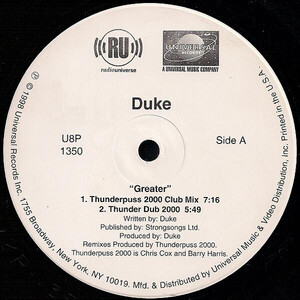 ((RU))
radiouniverse
UNIVERSAL
RECORDS
A UNIVERSAL MUSIC COMPANY
Duke
U8P
1350
Side A
"Greater"
1. Thunderpuss 2000 Club Mix 7:16
2. Thunder Dub 2000 5:49
Written by: Duke
Published by: Strongsongs Ltd.
Produced by: Duke
Remixes Produced by Thunderpuss 2000.
Thunderpuss 2000 is Chris Cox and Barry Harris.
℗ © 1998 Universal Records Inc. 1755 Broadway, New York, NY 10019. Mfd. & Distributed by Universal Music & Video Distribution, Inc. Printed in the U.S.A.